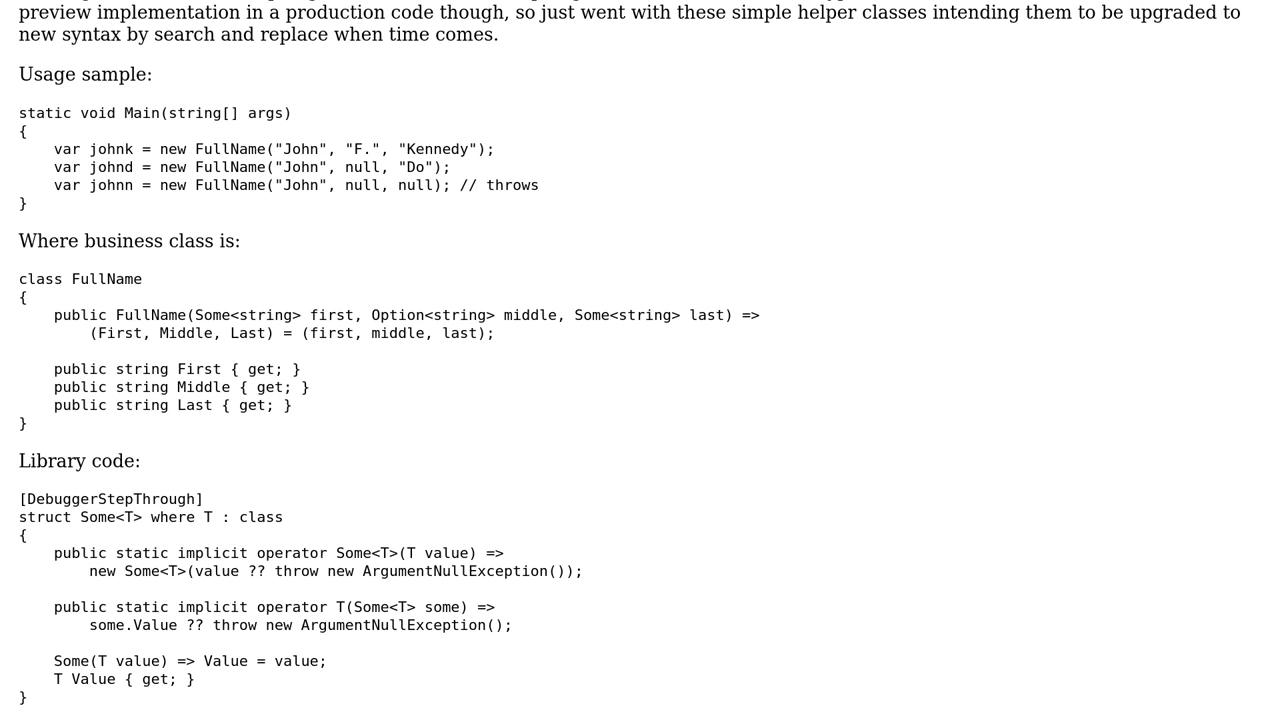 preview implementation in a production code though, so just went with these simple helper classes intending them to be upgraded to
new syntax by search and replace when time comes.
Usage sample:
static void Main(string[] args)
{
    var johnk = new FullName("John", "F.", "Kennedy");
    var johnd = new FullName("John", null, "Do");
    var johnn = new FullName("John", null, null); // throws
}
Where business class is:
class FullName
{
    public FullName(Some<string> first, Option<string> middle, Some<string> last) =>
        (First, Middle, Last) = (first, middle, last);
    public string First { get; }
    public string Middle { get; }
    public string Last { get; }
}
Library code:
[DebuggerStepThrough]
struct Some<T> where T : class
{
    public static implicit operator Some<T>(T value) =>
        new Some<T>(value ?? throw new ArgumentNullException());
    public static implicit operator T(Some<T> some) =>
        some.Value ?? throw new ArgumentNullException();
    Some(T value) => Value = value;
    T Value { get; }
}